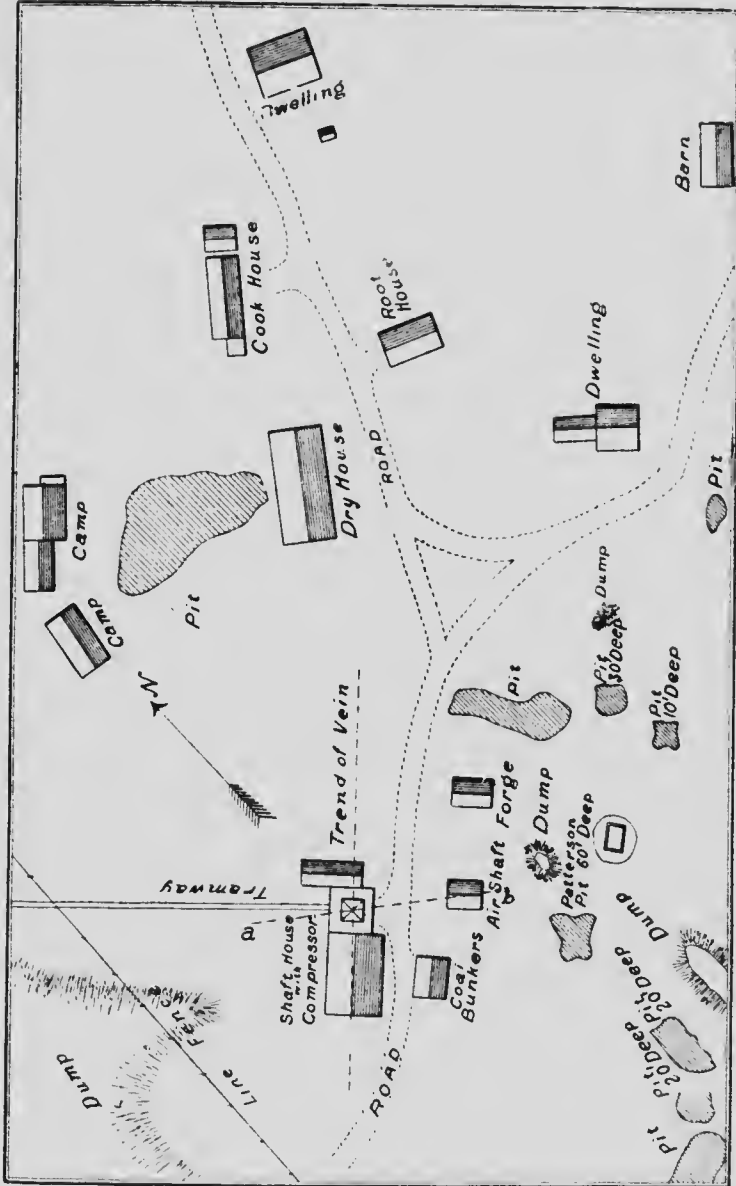 Dwelling
Cook House
Root
House
Barn
Dwelling
Camp
Camp
Pit
Dry House
ROAD
N
Pit
Dump
Pit
30' Deep
Pit
10' Deep
Pit
Trend of Vein
Tramway
a
Shaft House
with
Compressor
Forge
Air Shaft
Dump
Patterson
Pit 60' Deep
Coal
Bunkers
ROAD
Dump
Line Fence
Dump
Pit
20' Deep
Pit
20' Deep
Pit